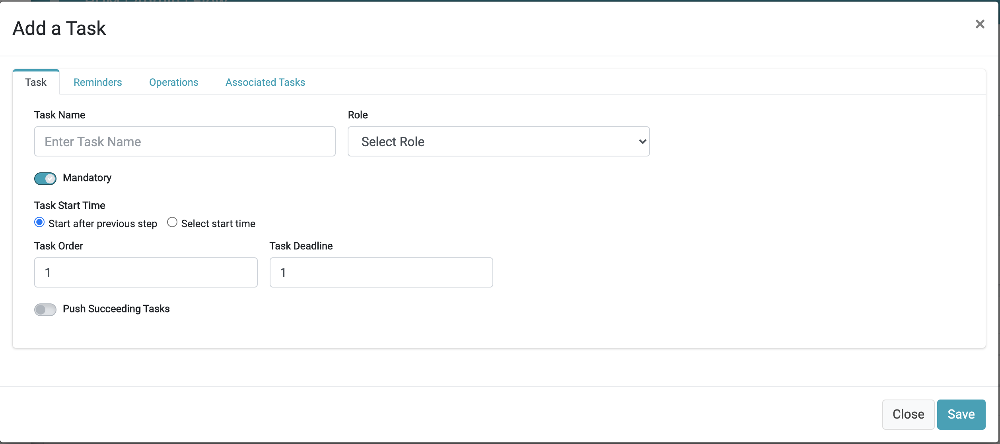 Add a Task
×
Task Reminders Operations Associated Tasks
Task Name Role
Enter Task Name Select Role
Mandatory
Task Start Time
Start after previous step Select start time
Task Order Task Deadline
1 1
Push Succeeding Tasks
Close Save